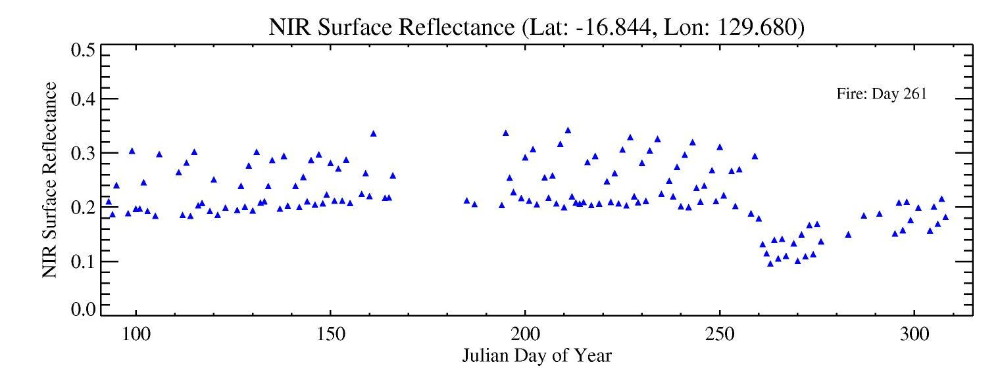 NIR Surface Reflectance (Lat: -16.844, Lon: 129.680)
0.5
Fire: Day 261
0.4
0.3
0.2
0.1
0.0
NIR Surface Reflectance
100 150 200 250 300
Julian Day of Year